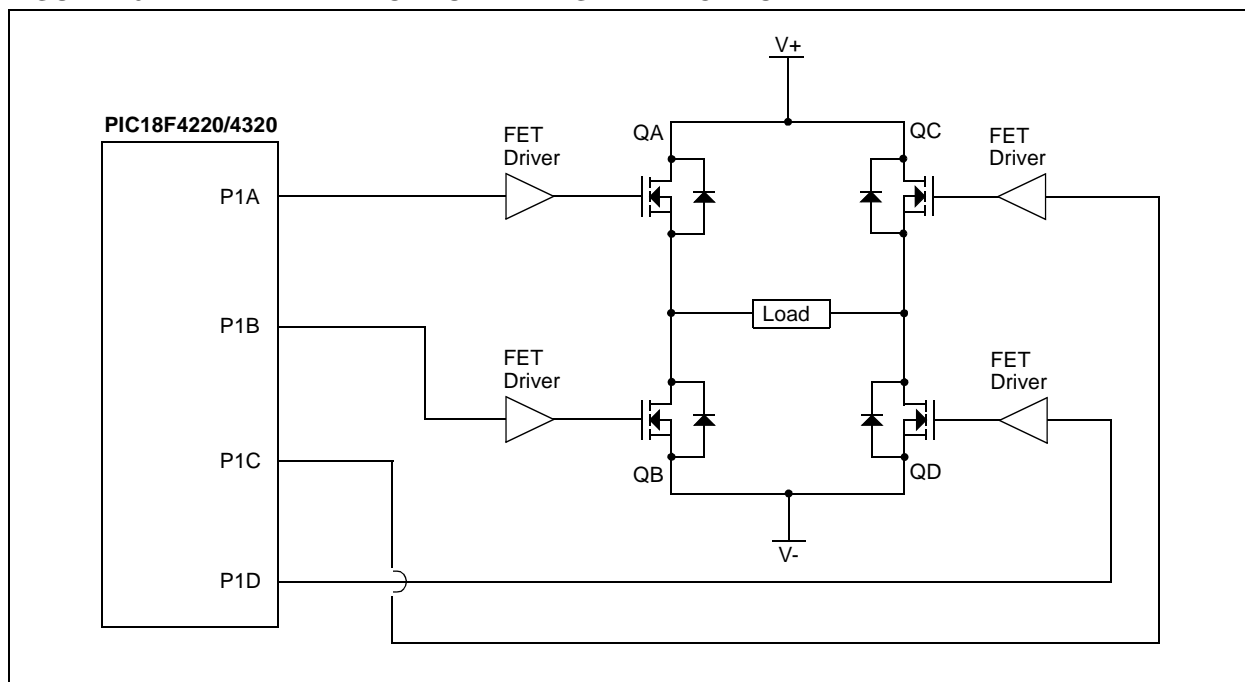 V+
PIC18F4220/4320
FET
Driver
QA
QC
FET
Driver
P1A
P1B
Load
FET
Driver
FET
Driver
P1C
QB
QD
V-
P1D